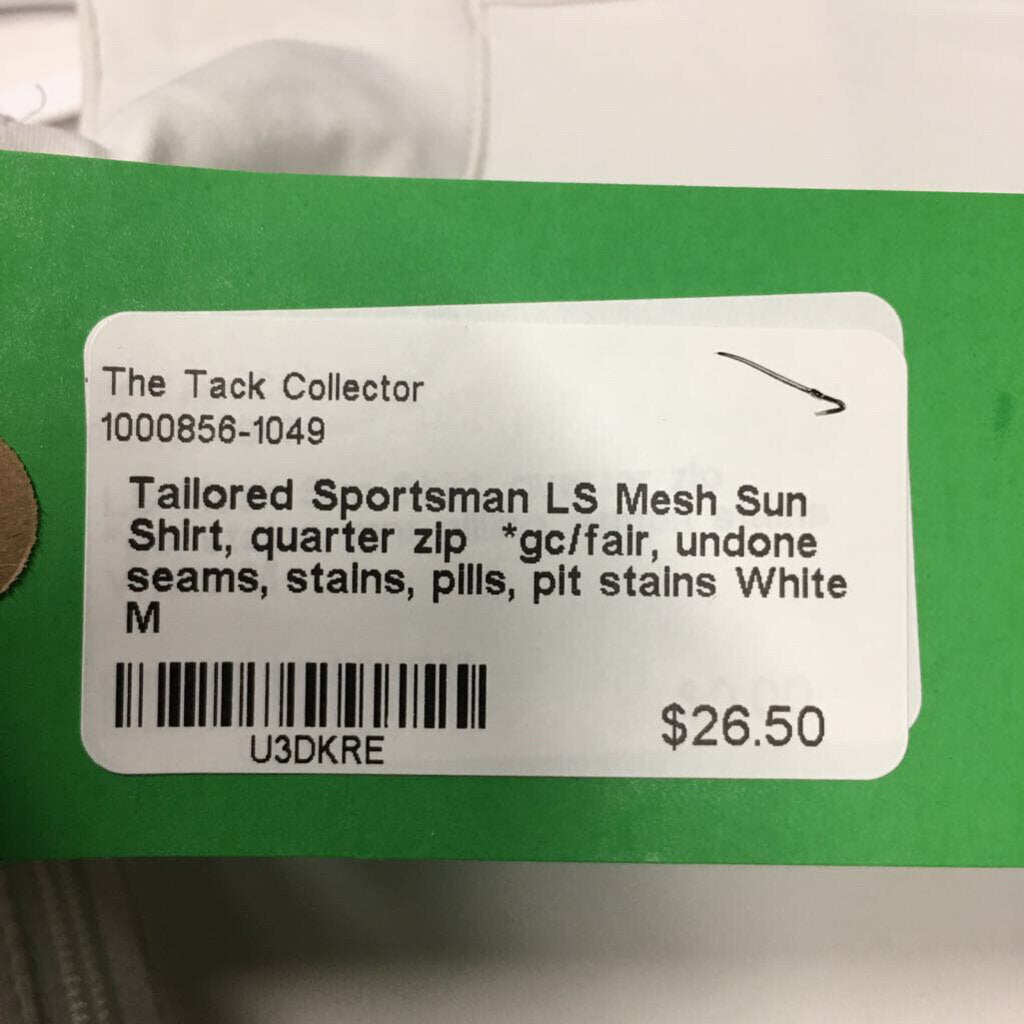 The Tack Collector
1000856-1049
Tailored Sportsman LS Mesh Sun
Shirt, quarter zip *gc/fair, undone
seams, stains, pills, pit stains White
M
U3DKRE
$26.50